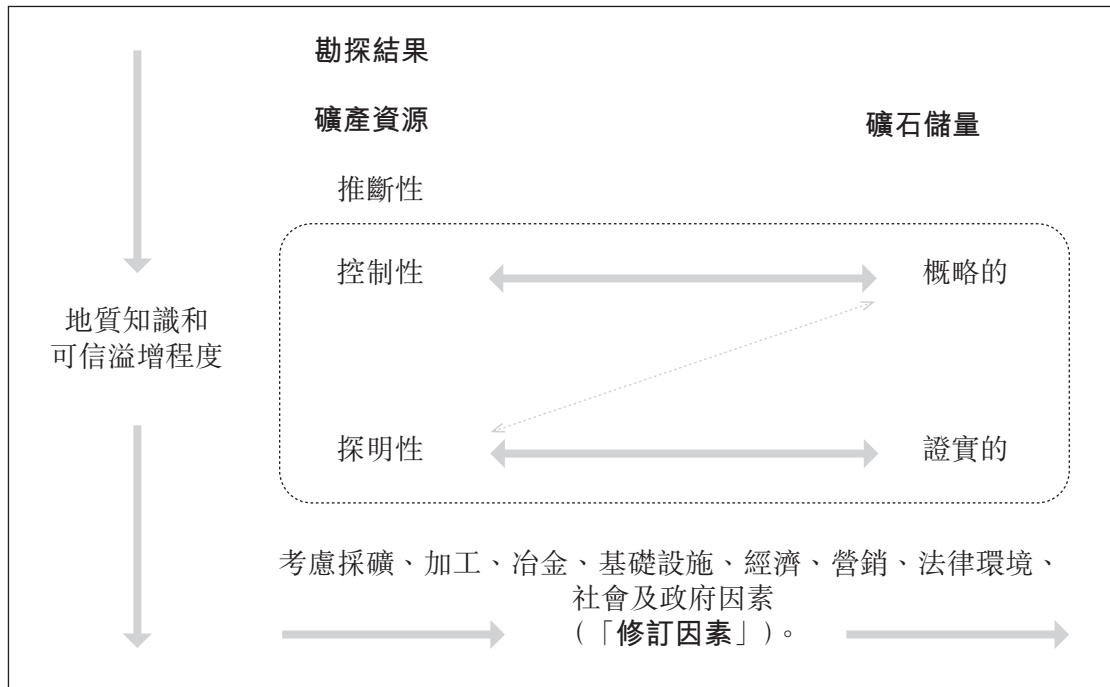 勘探結果
礦產資源
礦石儲量
推斷性
控制性
概略的
地質知識和
可信溢增程度
探明性
證實的
考慮採礦、加工、冶金、基礎設施、經濟、營銷、法律環境、
社會及政府因素
(「修訂因素」)。